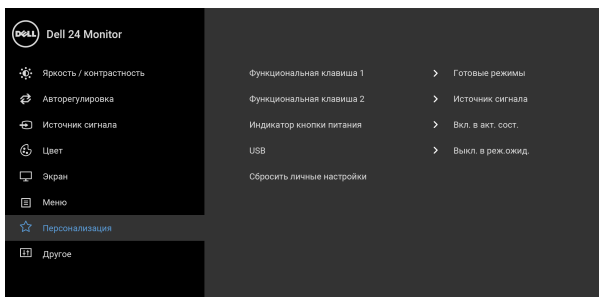 DELL Dell 24 Monitor
Яркость / контрастность
Авторегулировка
Источник сигнала
Цвет
Экран
Меню
Персонализация
Другое
Функциональная клавиша 1 > Готовые режимы
Функциональная клавиша 2 > Источник сигнала
Индикатор кнопки питания > Вкл. в акт. сост.
USB > Выкл. в реж.ожид.
Сбросить личные настройки